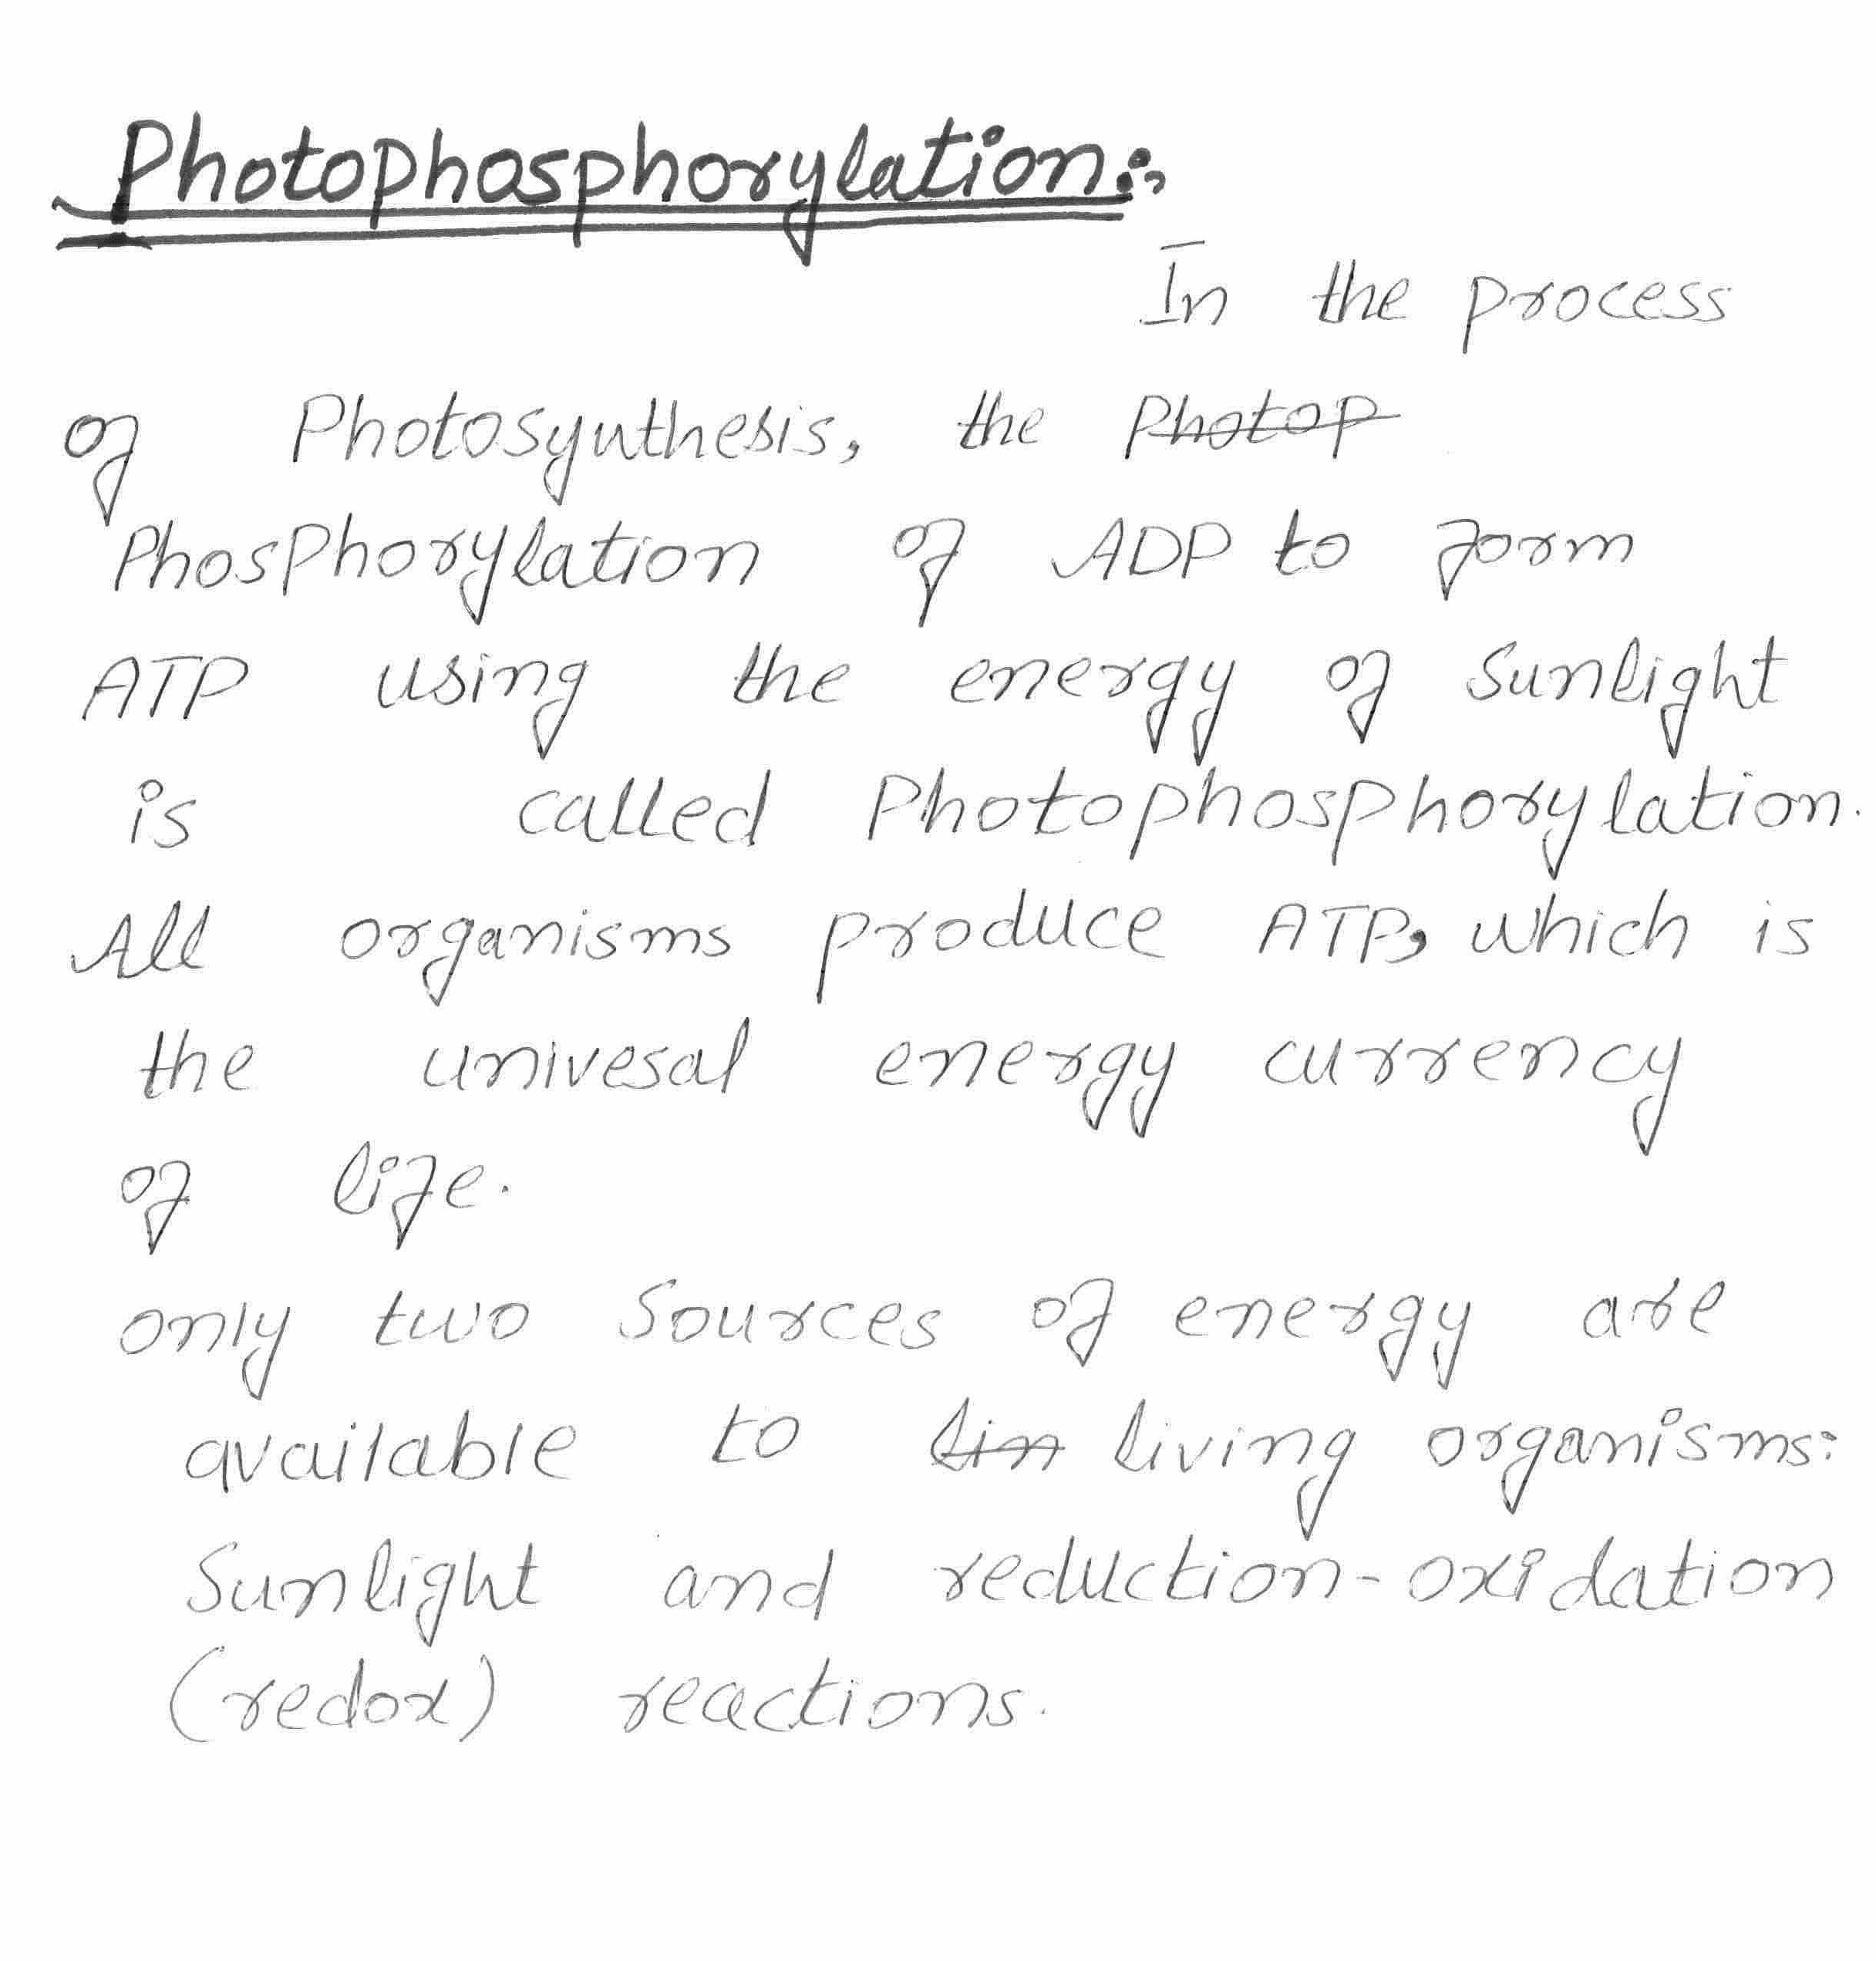 Photophosphorylation:-
In the process
of Photosynthesis, the Photop
Phosphorylation of ADP to form
ATP using the energy of Sunlight
is called Photophosphorylation.
All organisms produce ATP, which is
the univesal energy currency
of life.
only two Sources of energy are
available to lin living organisms:
Sunlight and reduction-oxidation
(redox) reactions.